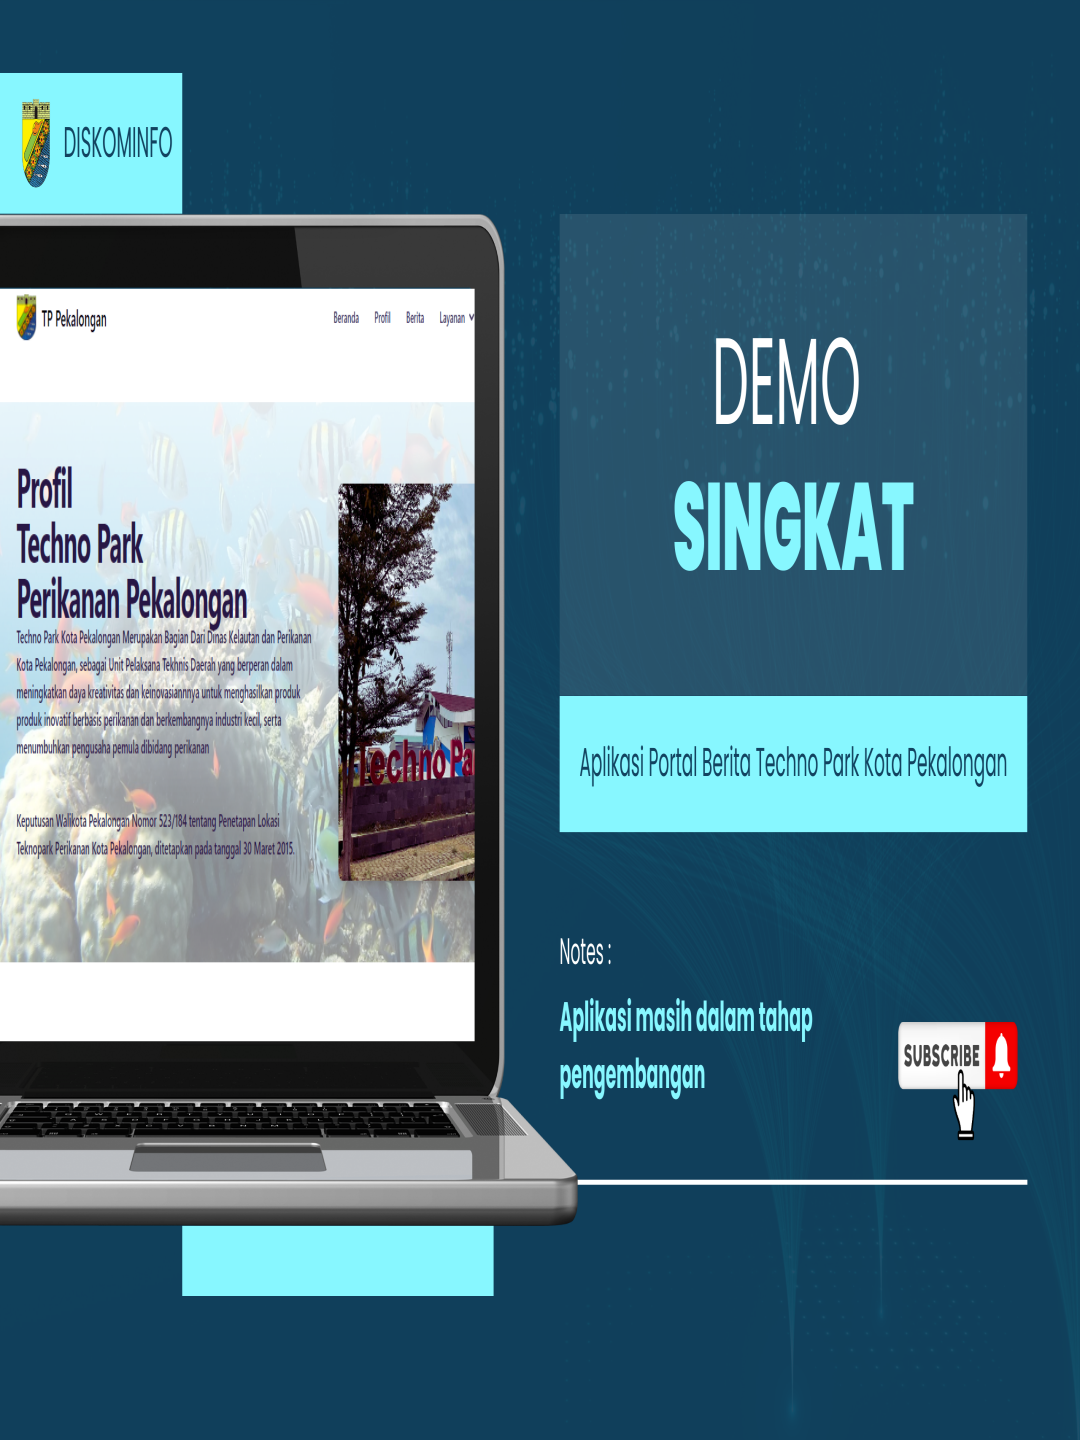 DISKOMINFO
TP Pekalongan
Beranda Profil Berita Layanan
Profil
Techno Park
Perikanan Pekalongan
Techno Park Kota Pekalongan Merupakan Bagian Dari Dinas Kelautan dan Perikanan
Kota Pekalongan, sebagai Unit Pelaksana Tekhnis Daerah yang berperan dalam
meningkatkan daya kreativitas dan keinovasiannnya untuk menghasilkan produk
produk inovatif berbasis perikanan dan berkembangnya industri kecil, serta
menumbuhkan pengusaha pemula dibidang perikanan
Keputusan Walikota Pekalongan Nomor 523/184 tentang Penetapan Lokasi
Teknopark Perikanan Kota Pekalongan, ditetapkan pada tanggal 30 Maret 2015.
Techno Pa
DEMO
SINGKAT
Aplikasi Portal Berita Techno Park Kota Pekalongan
Notes :
Aplikasi masih dalam tahap
pengembangan
SUBSCRIBE